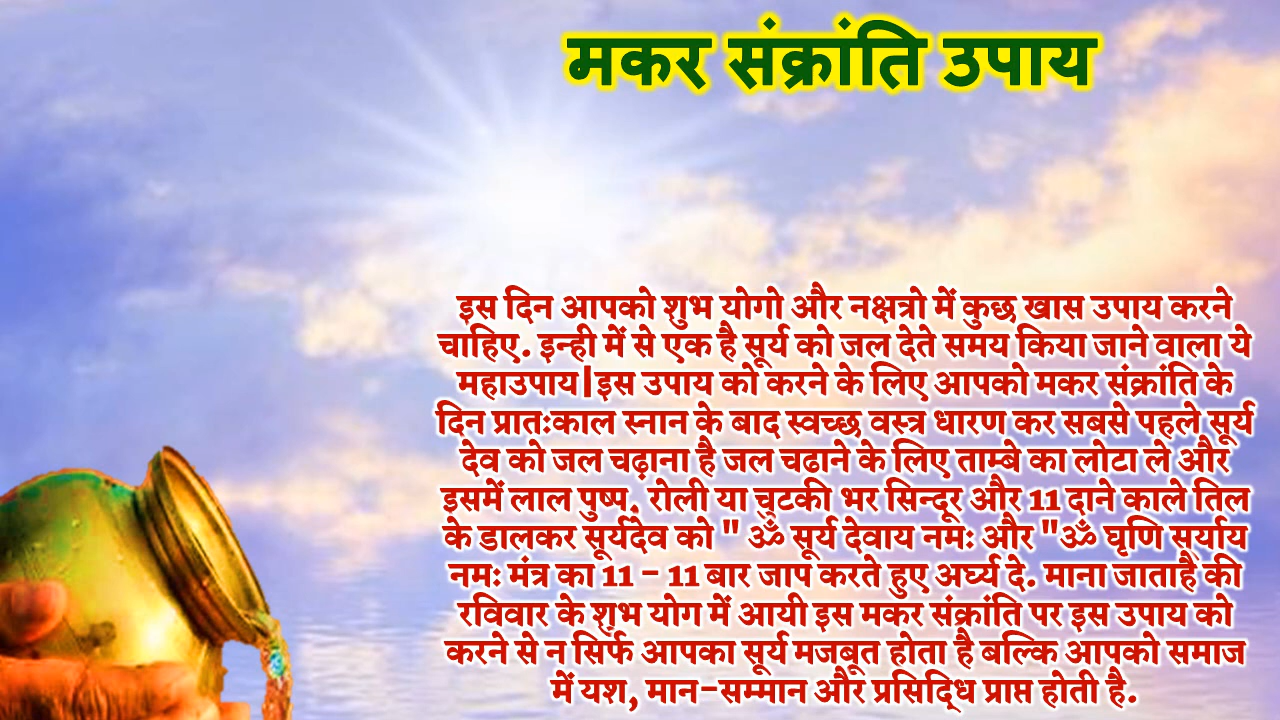 मकर संक्रांति उपाय
इस दिन आपको शुभ योगो और नक्षत्रो में कुछ खास उपाय करने
चाहिए. इन्ही में से एक है सूर्य को जल देते समय किया जाने वाला ये
महाउपाय|इस उपाय को करने के लिए आपको मकर संक्रांति के
दिन प्रातःकाल स्नान के बाद स्वच्छ वस्त्र धारण कर सबसे पहले सूर्य
देव को जल चढ़ाना है जल चढाने के लिए ताम्बे का लोटा ले और
इसमें लाल पुष्प, रोली या चुटकी भर सिन्दूर और 11 दाने काले तिल
के डालकर सूर्यदेव को " ॐ सूर्य देवाय नमः और "ॐ घृणि सूर्याय
नमः मंत्र का 11 - 11 बार जाप करते हुए अर्घ्य दे. माना जाताहै की
रविवार के शुभ योग में आयी इस मकर संक्रांति पर इस उपाय को
करने से न सिर्फ आपका सूर्य मजबूत होता है बल्कि आपको समाज
में यश, मान-सम्मान और प्रसिद्धि प्राप्त होती है.